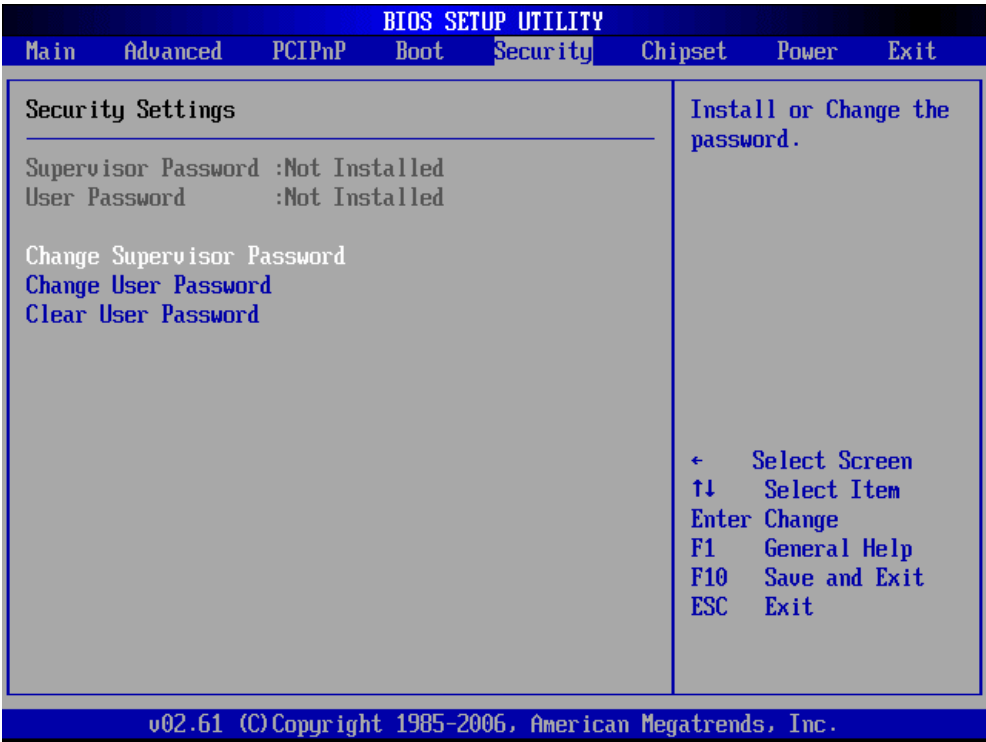 BIOS SETUP UTILITY
Main Advanced PCIPnP Boot Security Chipset Power Exit
Security Settings
Supervisor Password :Not Installed
User Password :Not Installed
Change Supervisor Password
Change User Password
Clear User Password
Install or Change the
password.
← Select Screen
↑↓ Select Item
Enter Change
F1 General Help
F10 Save and Exit
ESC Exit
v02.61 (C)Copyright 1985-2006, American Megatrends, Inc.